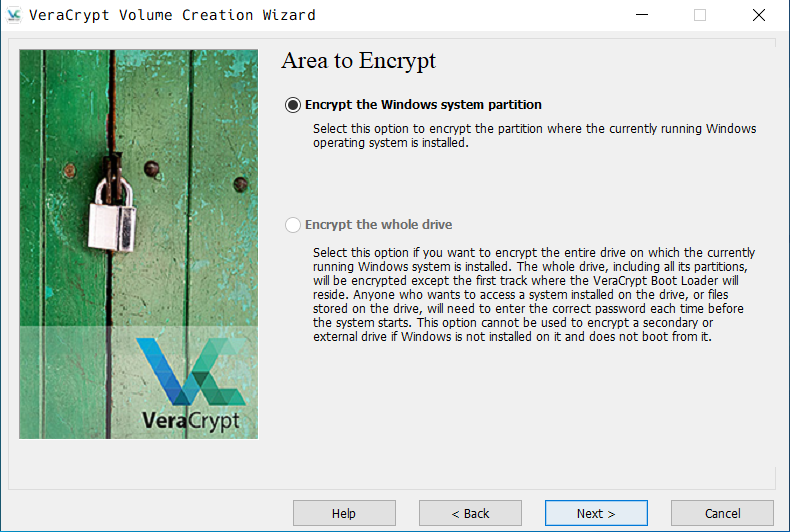 VeraCrypt Volume Creation Wizard
Area to Encrypt
Encrypt the Windows system partition
Select this option to encrypt the partition where the currently running Windows
operating system is installed.
Encrypt the whole drive
Select this option if you want to encrypt the entire drive on which the currently
running Windows system is installed. The whole drive, including all its partitions,
will be encrypted except the first track where the VeraCrypt Boot Loader will
reside. Anyone who wants to access a system installed on the drive, or files
stored on the drive, will need to enter the correct password each time before
the system starts. This option cannot be used to encrypt a secondary or
external drive if Windows is not installed on it and does not boot from it.
VeraCrypt
Help
< Back
Next >
Cancel